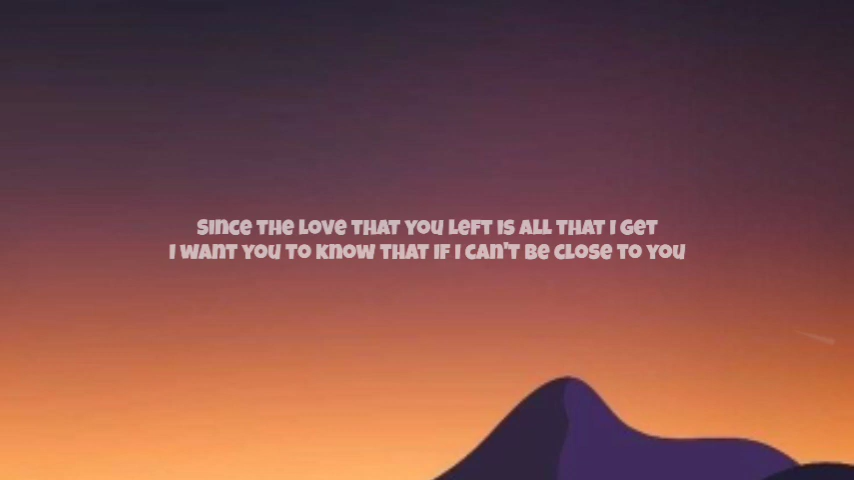 Since the love that you left is all that I get
I want you to know that if I can't be close to you